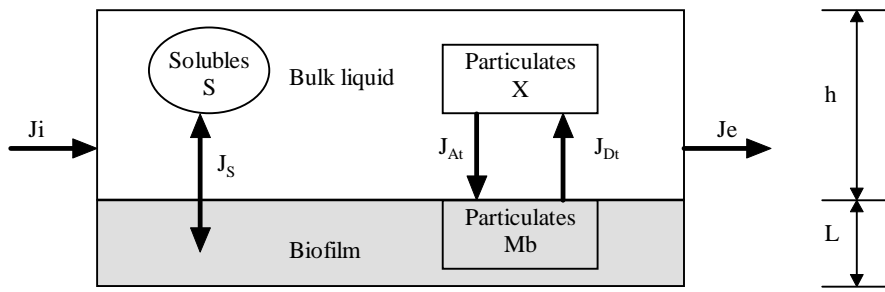 Solubles
S
Bulk liquid
Particulates
X
h
Ji
Je
J_S
J_At
J_Dt
Particulates
Mb
Biofilm
L